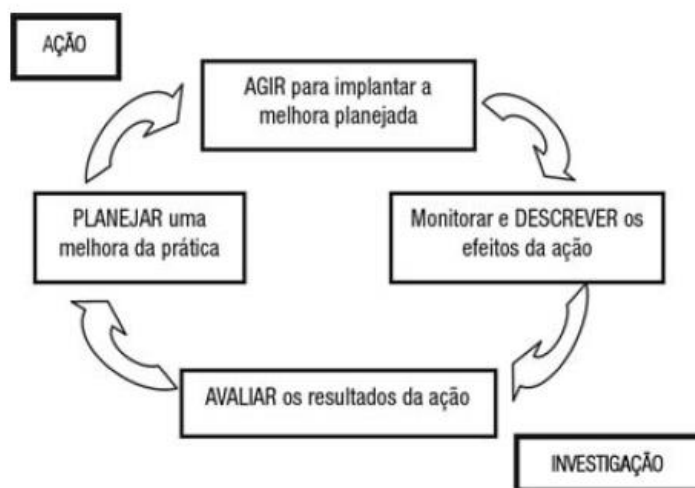 AÇÃO
AGIR para implantar a
melhora planejada
PLANEJAR uma
melhora da prática
Monitorar e DESCREVER os
efeitos da ação
AVALIAR os resultados da ação
INVESTIGAÇÃO